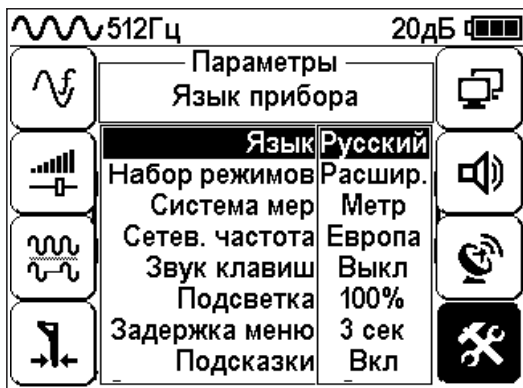 512Гц 20дБ
Параметры
Язык прибора
Язык Русский
Набор режимов Расшир.
Система мер Метр
Сетев. частота Европа
Звук клавиш Выкл
Подсветка 100%
Задержка меню 3 сек
Подсказки Вкл